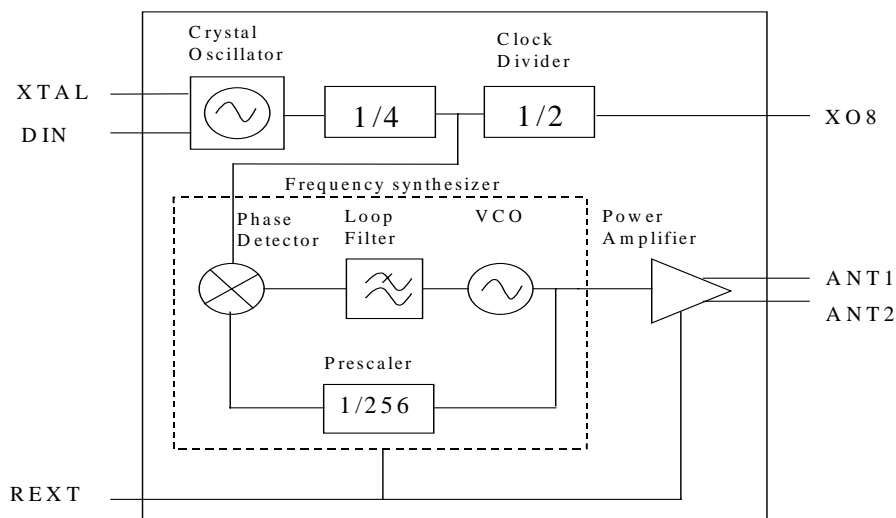 Crystal
Oscillator
Clock
Divider
XTAL
DIN
1/4
1/2
XO8
Frequency synthesizer
Phase
Detector
Loop
Filter
VCO
Power
Amplifier
ANT1
ANT2
Prescaler
1/256
REXT